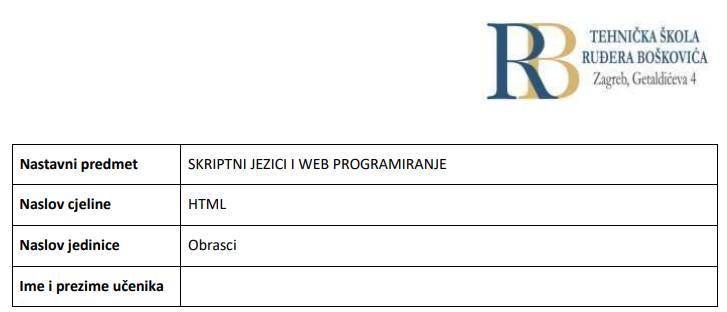 RB
TEHNIČKA ŠKOLA
RUĐERA BOŠKOVIĆA
Zagreb, Getaldićeva 4
Nastavni predmet SKRIPTNI JEZICI I WEB PROGRAMIRANJE
Naslov cjeline HTML
Naslov jedinice Obrasci
Ime i prezime učenika